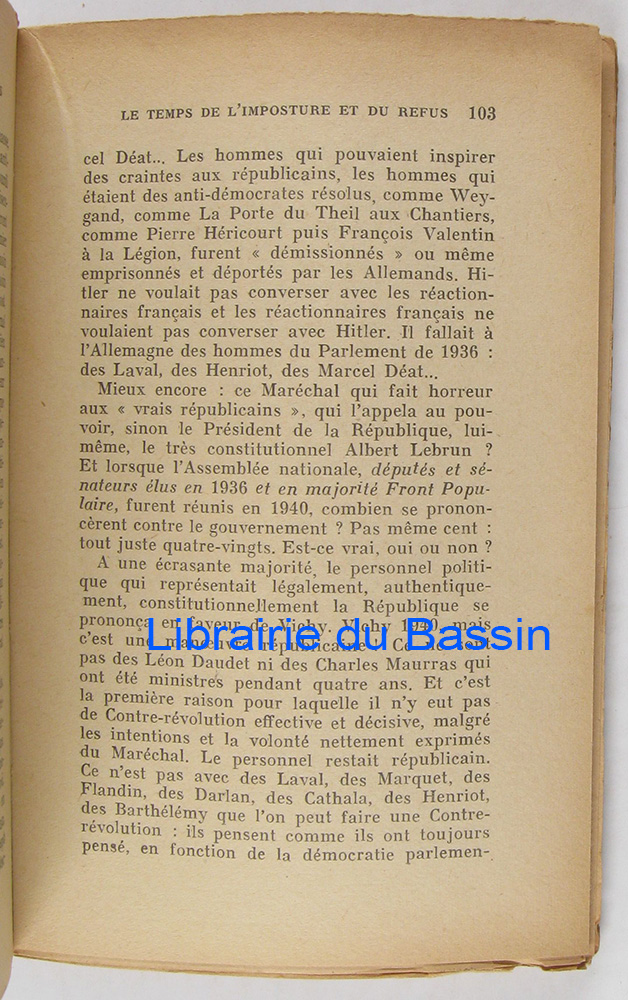 LE TEMPS DE L'IMPOSTURE ET DU REFUS 103
cel Déat... Les hommes qui pouvaient inspirer
des craintes aux républicains, les hommes qui
étaient des anti-démocrates résolus, comme Wey-
gand, comme La Porte du Theil aux Chantiers,
comme Pierre Héricourt puis François Valentin
à la Légion, furent « démissionnés » ou même
emprisonnés et déportés par les Allemands. Hi-
tler ne voulait pas converser avec les réaction-
naires français et les réactionnaires français ne
voulaient pas converser avec Hitler. Il fallait à
l'Allemagne des hommes du Parlement de 1936 :
des Laval, des Henriot, des Marcel Déat...
Mieux encore : ce Maréchal qui fait horreur
aux « vrais républicains », qui l'appela au pou-
voir, sinon le Président de la République, lui-
même, le très constitutionnel Albert Lebrun ?
Et lorsque l'Assemblée nationale, députés et sé-
nateurs élus en 1936 et en majorité Front Popu-
laire, furent réunis en 1940, combien se pronon-
cèrent contre le gouvernement ? Pas même cent :
tout juste quatre-vingts. Est-ce vrai, oui ou non ?
A une écrasante majorité, le personnel politi-
que qui représentait légalement, authentique-
ment, constitutionnellement la République se
prononça en faveur de Vichy. Vichy 1940, mais
c'est une manœuvre républicaine ! Ce ne sont
Librairie du Bassin
pas des Léon Daudet ni des Charles Maurras qui
ont été ministres pendant quatre ans. Et c'est
la première raison pour laquelle il n'y eut pas
de Contre-révolution effective et décisive, malgré
les intentions et la volonté nettement exprimés
du Maréchal. Le personnel restait républicain.
Ce n'est pas avec des Laval, des Marquet, des
Flandin, des Darlan, des Cathala, des Henriot,
des Barthélémy que l'on peut faire une Contre-
révolution : ils pensent comme ils ont toujours
pensé, en fonction de la démocratie parlemen-